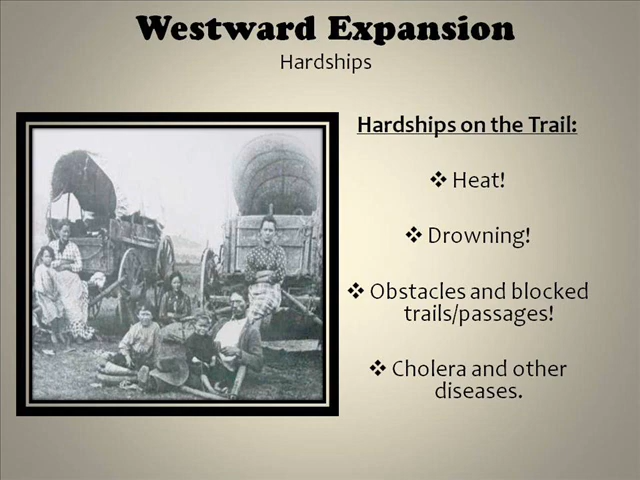 Westward Expansion
Hardships
Hardships on the Trail:
❖ Heat!
❖ Drowning!
❖ Obstacles and blocked
trails/passages!
❖ Cholera and other
diseases.